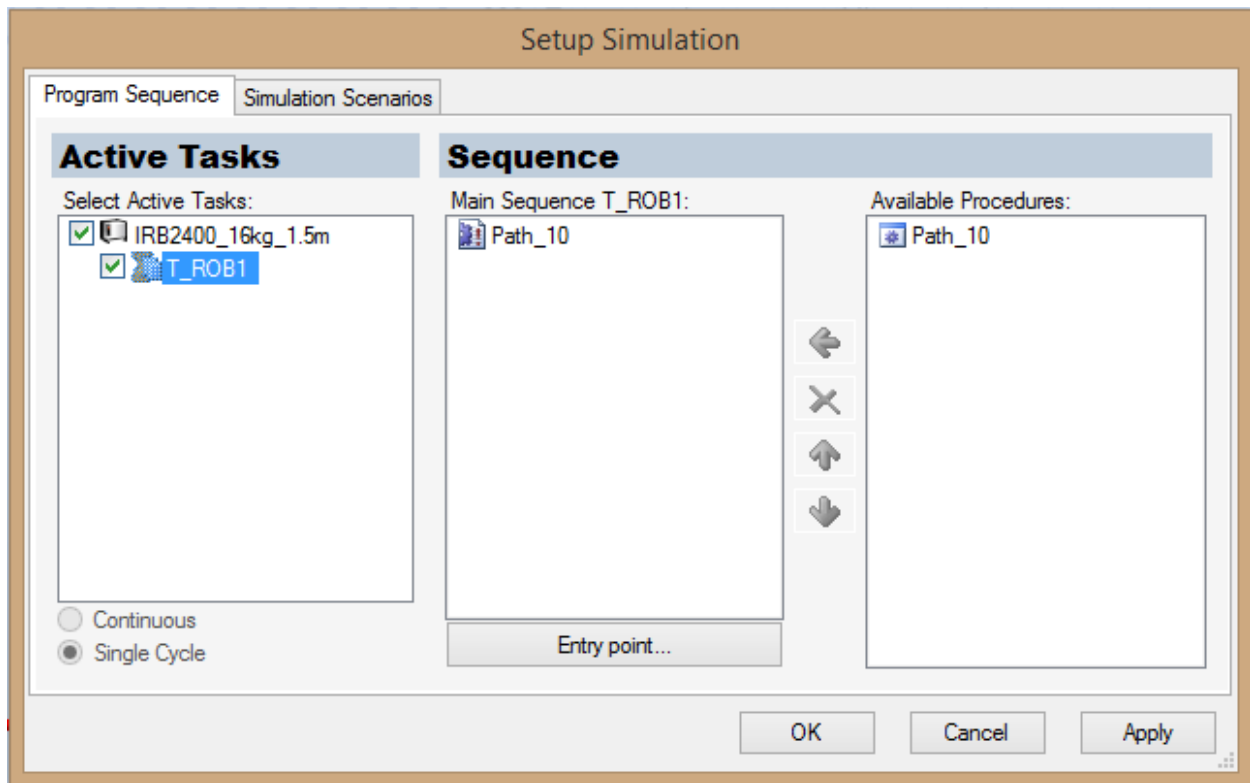 Setup Simulation
Program Sequence
Simulation Scenarios
Active Tasks
Select Active Tasks:
IRB2400_16kg_1.5m
T_ROB1
Continuous
Single Cycle
Sequence
Main Sequence T_ROB1:
Path_10
Entry point...
Available Procedures:
Path_10
OK
Cancel
Apply